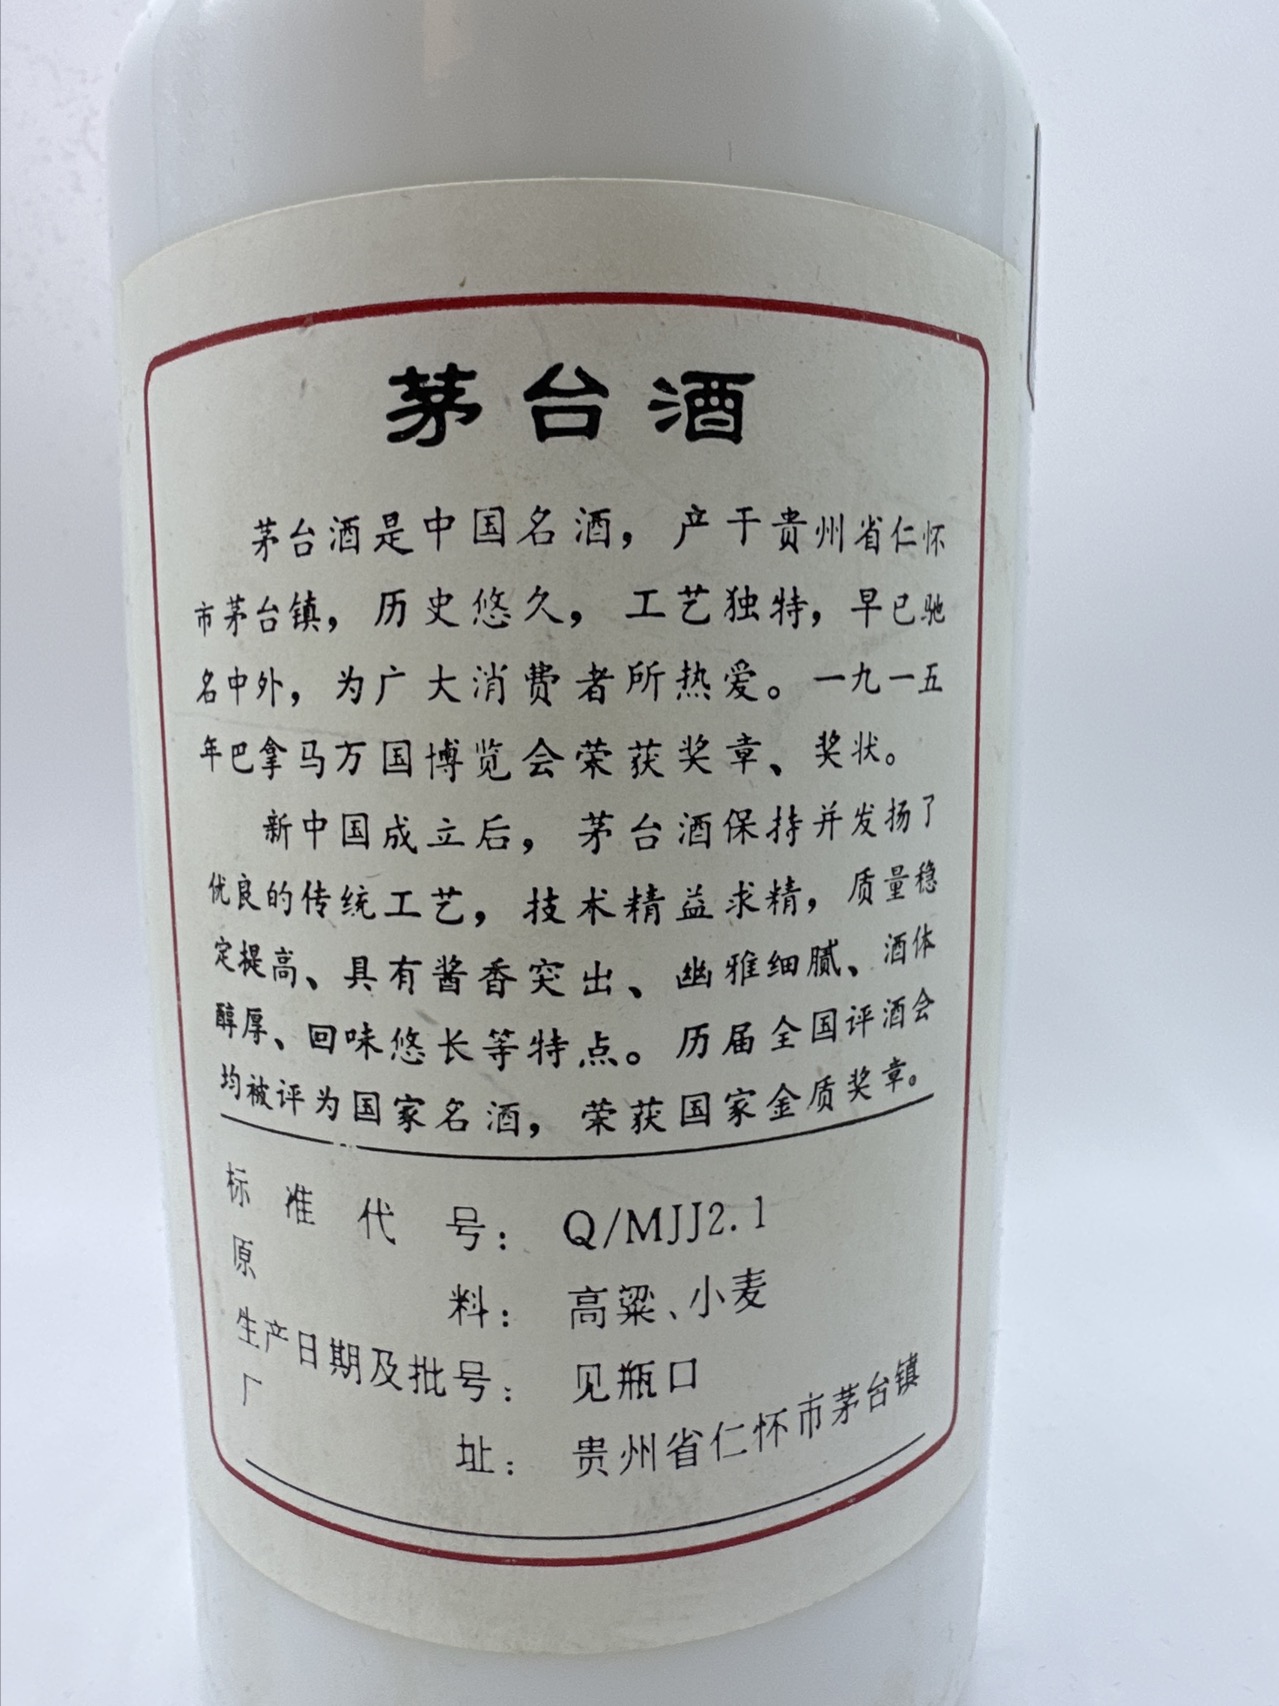 茅台酒
茅台酒是中国名酒，产于贵州省仁怀
市茅台镇，历史悠久，工艺独特，早已驰
名中外，为广大消费者所热爱。一九一五
年巴拿马万国博览会荣获奖章、奖状。
新中国成立后，茅台酒保持并发扬了
优良的传统工艺，技术精益求精，质量稳
定提高、具有酱香突出、幽雅细腻、酒体
醇厚、回味悠长等特点。历届全国评酒会
均被评为国家名酒，荣获国家金质奖章。
标准代号： Q/MJJ2.1
原料： 高粱、小麦
生产日期及批号： 见瓶口
厂址： 贵州省仁怀市茅台镇